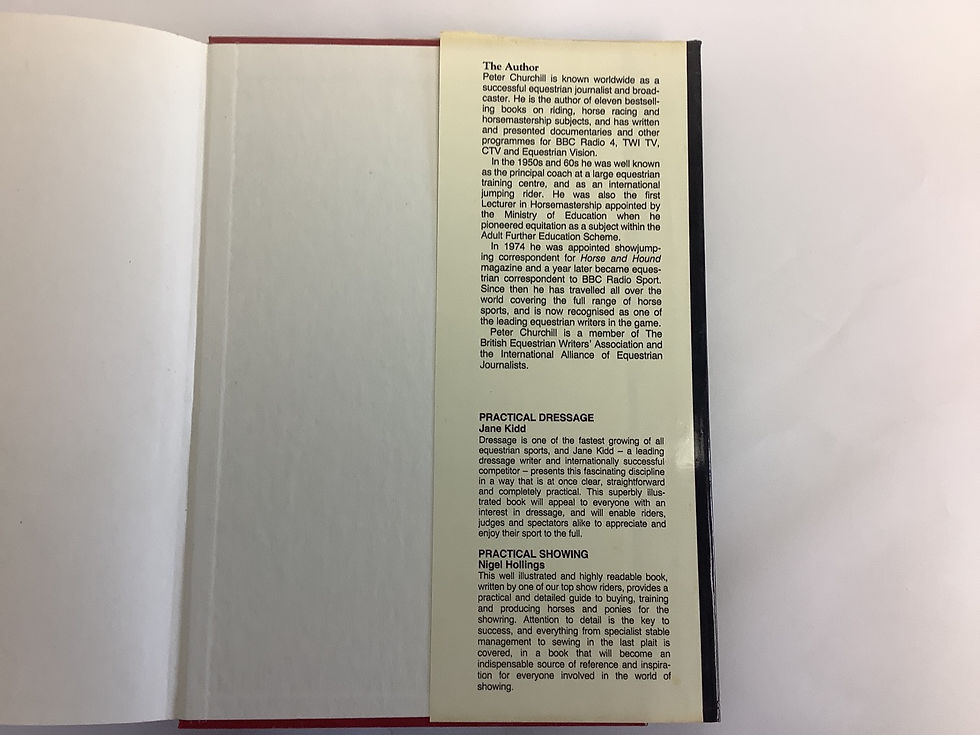 The Author
Peter Churchill is known worldwide as a
successful equestrian journalist and broad-
caster. He is the author of eleven bestsell-
ing books on riding, horse racing and
horsemastership subjects, and has written
and presented documentaries and other
programmes for BBC Radio 4, TWI TV,
CTV and Equestrian Vision.
In the 1950s and 60s he was well known
as the principal coach at a large equestrian
training centre, and as an international
jumping rider. He was also the first
Lecturer in Horsemastership appointed by
the Ministry of Education when he
pioneered equitation as a subject within the
Adult Further Education Scheme.
In 1974 he was appointed showjump-
ing correspondent for Horse and Hound
magazine and a year later became eques-
trian correspondent to BBC Radio Sport.
Since then he has travelled all over the
world covering the full range of horse
sports, and is now recognised as one of
the leading equestrian writers in the game.
Peter Churchill is a member of The
British Equestrian Writers' Association and
the International Alliance of Equestrian
Journalists.
PRACTICAL DRESSAGE
Jane Kidd
Dressage is one of the fastest growing of all
equestrian sports, and Jane Kidd – a leading
dressage writer and internationally successful
competitor – presents this fascinating discipline
in a way that is at once clear, straightforward
and completely practical. This superbly illus-
trated book will appeal to everyone with an
interest in dressage, and will enable riders,
judges and spectators alike to appreciate and
enjoy their sport to the full.
PRACTICAL SHOWING
Nigel Hollings
This well illustrated and highly readable book,
written by one of our top show riders, provides a
practical and detailed guide to buying, training
and producing horses and ponies for the
showring. Attention to detail is the key to
success, and everything from specialist stable
management to sewing in the last plait is
covered, in a book that will become an
indispensable source of reference and inspira-
tion for everyone involved in the world of
showing.